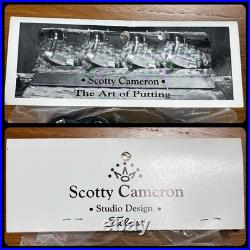 • Scotty Cameron •
The Art of Putting
Scotty Cameron
• Studio Design •